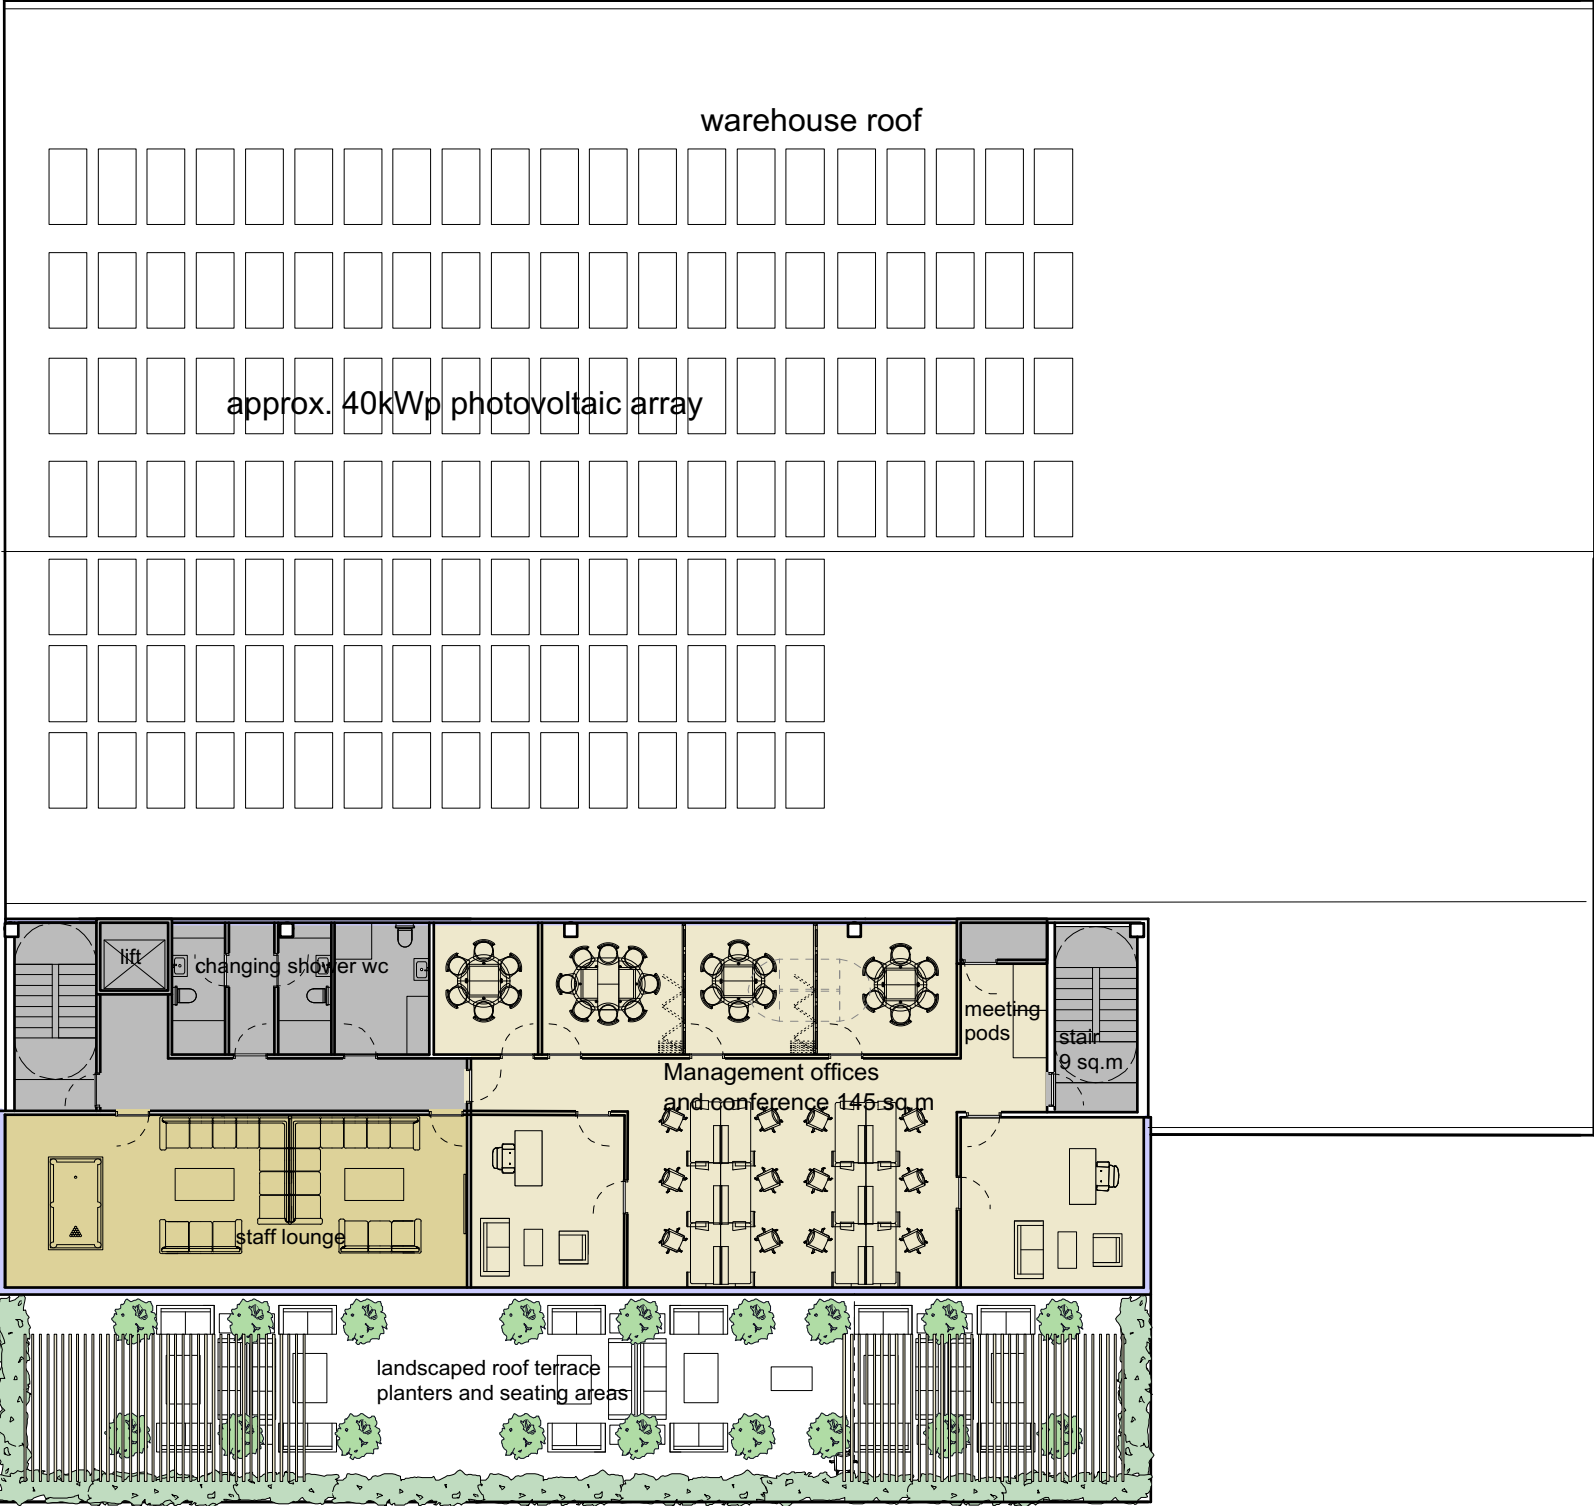 warehouse roof
approx. 40kWp photovoltaic array
lift
changing shower wc
meeting
pods
stair
9 sq.m
Management offices
and conference 145 sq.m
staff lounge
landscaped roof terrace
planters and seating areas